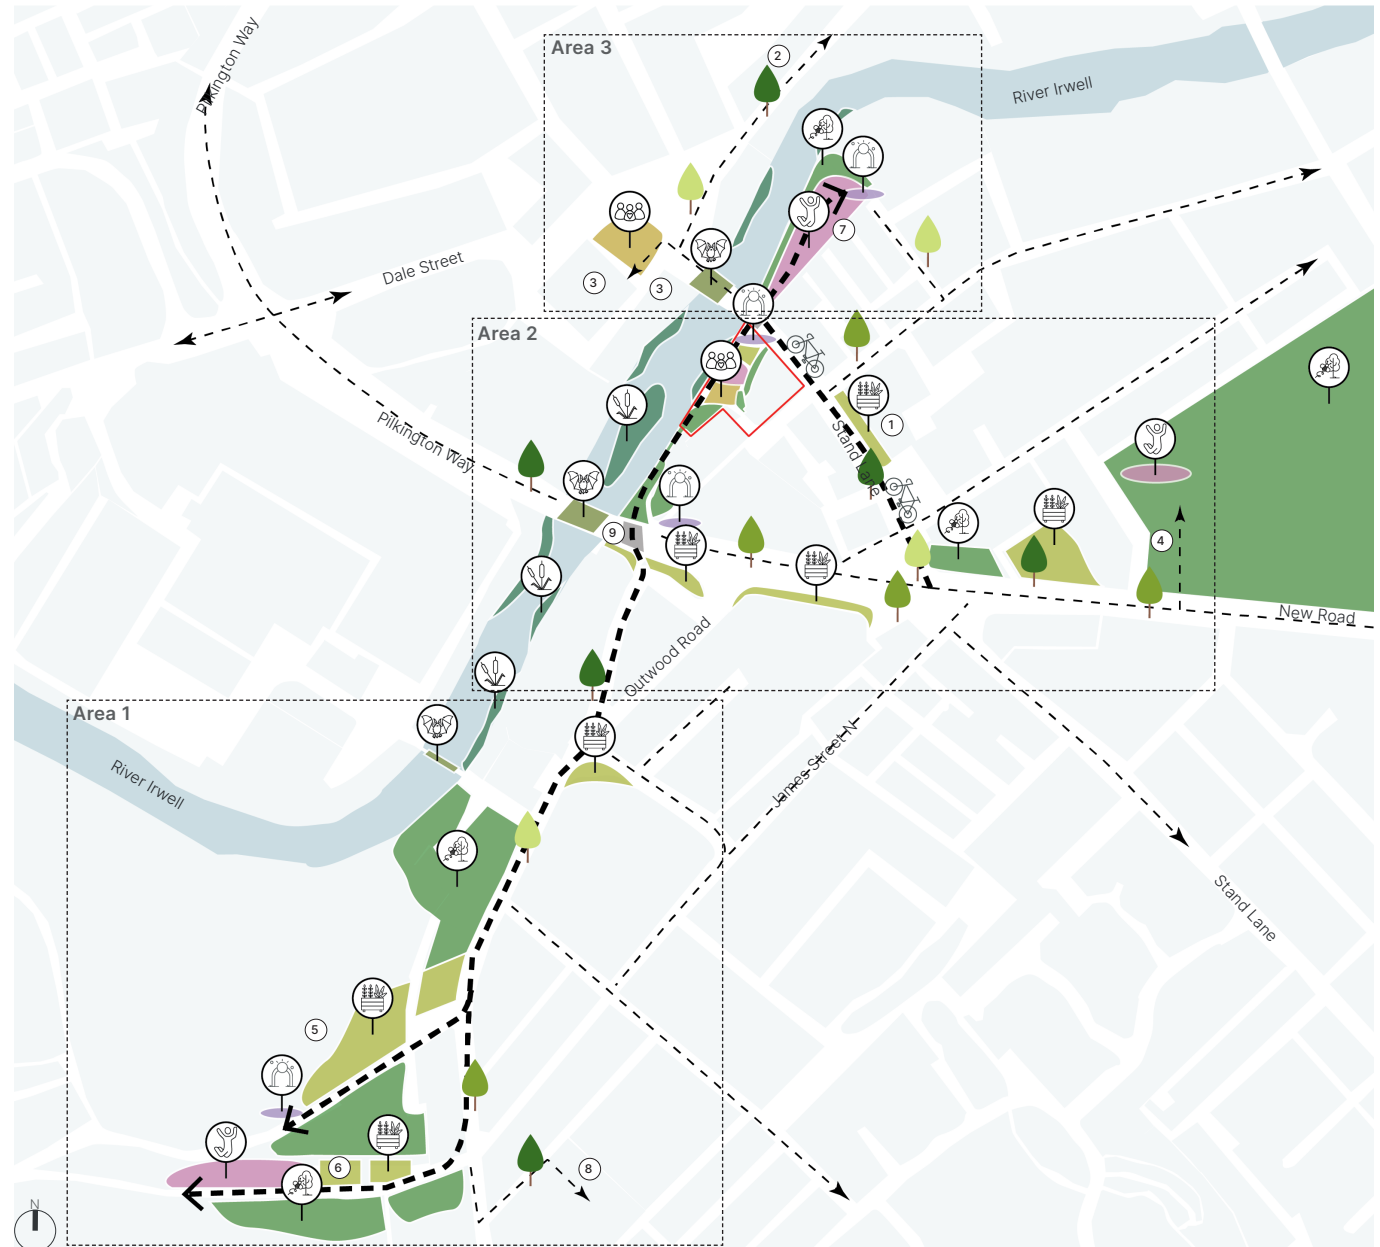 Pilkington Way
Area 3
2
River Irwell
7
3
3
Dale Street
Area 2
Pilkington Way
1
Stand Lane
9
4
New Road
Outwood Road
Area 1
River Irwell
James Street N
Stand Lane
5
6
8
N